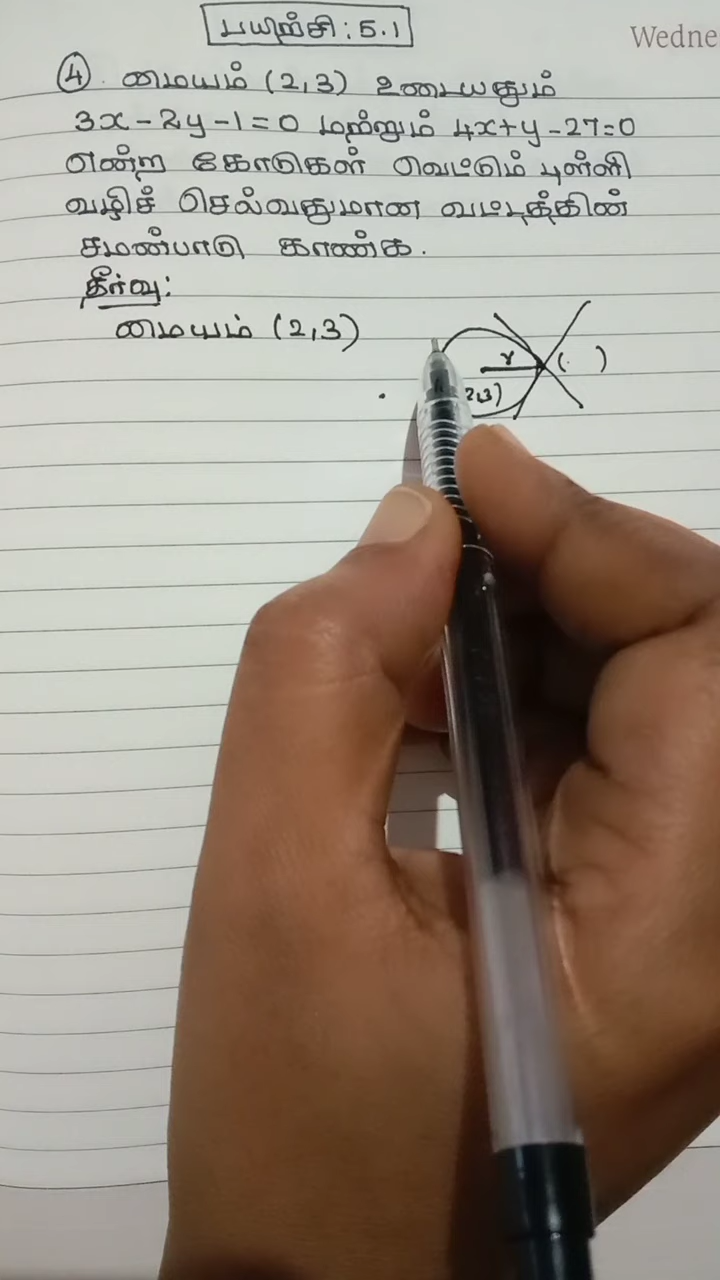 பயிற்சி : 5.1
Wedne
④. மையம் (2,3) உடையதும்
3x - 2y - 1 = 0 மற்றும் 4x+y - 27=0
என்ற கோடுகள் வெட்டும் புள்ளி
வழிச் செல்வதுமான வட்டத்தின்
சமன்பாடு காண்க.
தீர்வு:
மையம் (2,3)
r ( . )
2,3)